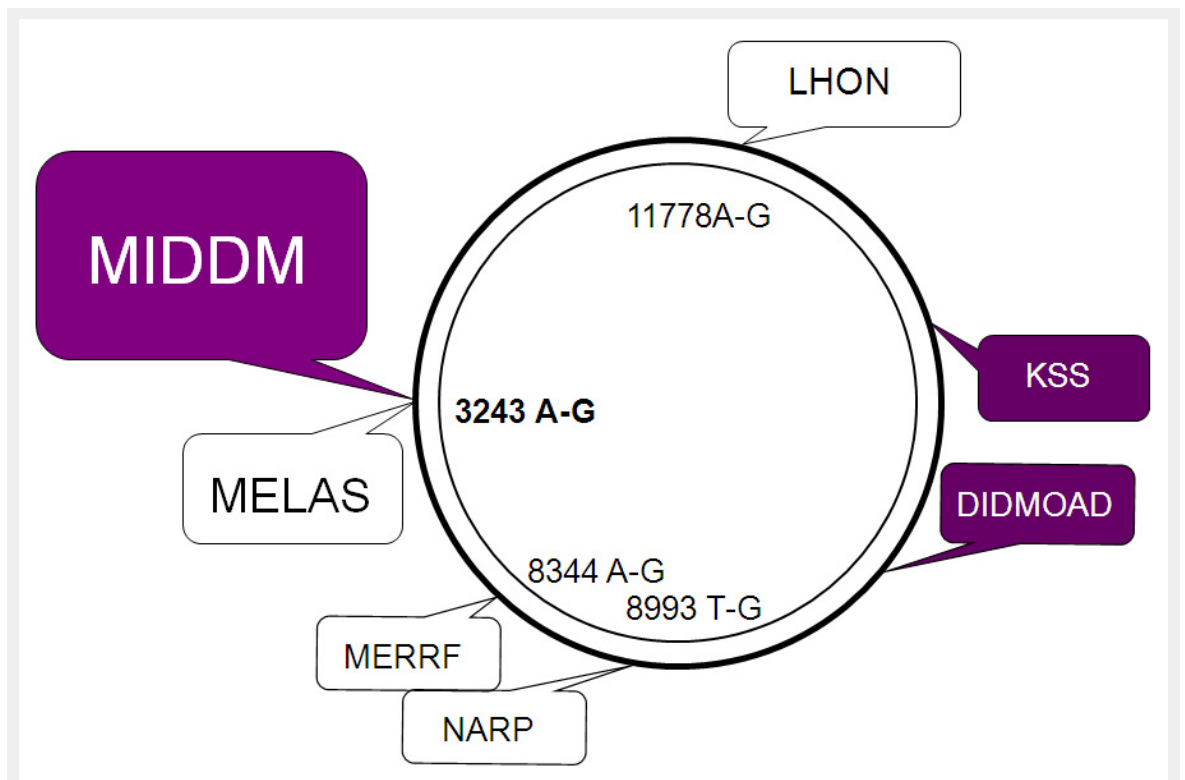 LHON
11778A-G
MIDDM
KSS
3243 A-G
MELAS
DIDMOAD
8344 A-G
8993 T-G
MERRF
NARP